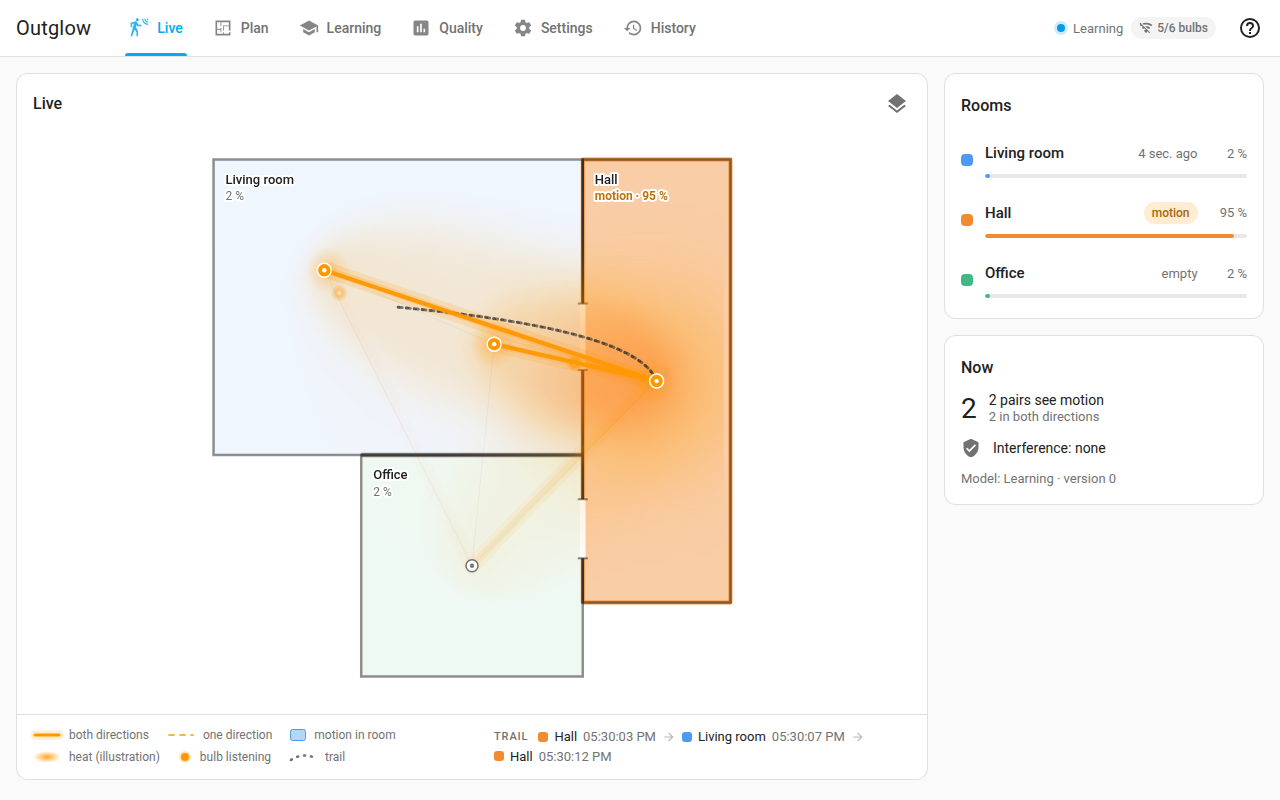 Outglow
Live
Plan
Learning
Quality
Settings
History
Learning
5/6 bulbs
Live
Living room
2 %
Hall
motion · 95 %
Office
2 %
both directions
one direction
motion in room
heat (illustration)
bulb listening
trail
TRAIL Hall 05:30:03 PM → Living room 05:30:07 PM →
Hall 05:30:12 PM
Rooms
Living room 4 sec. ago 2 %
Hall motion 95 %
Office empty 2 %
Now
2
2 pairs see motion
2 in both directions
Interference: none
Model: Learning · version 0